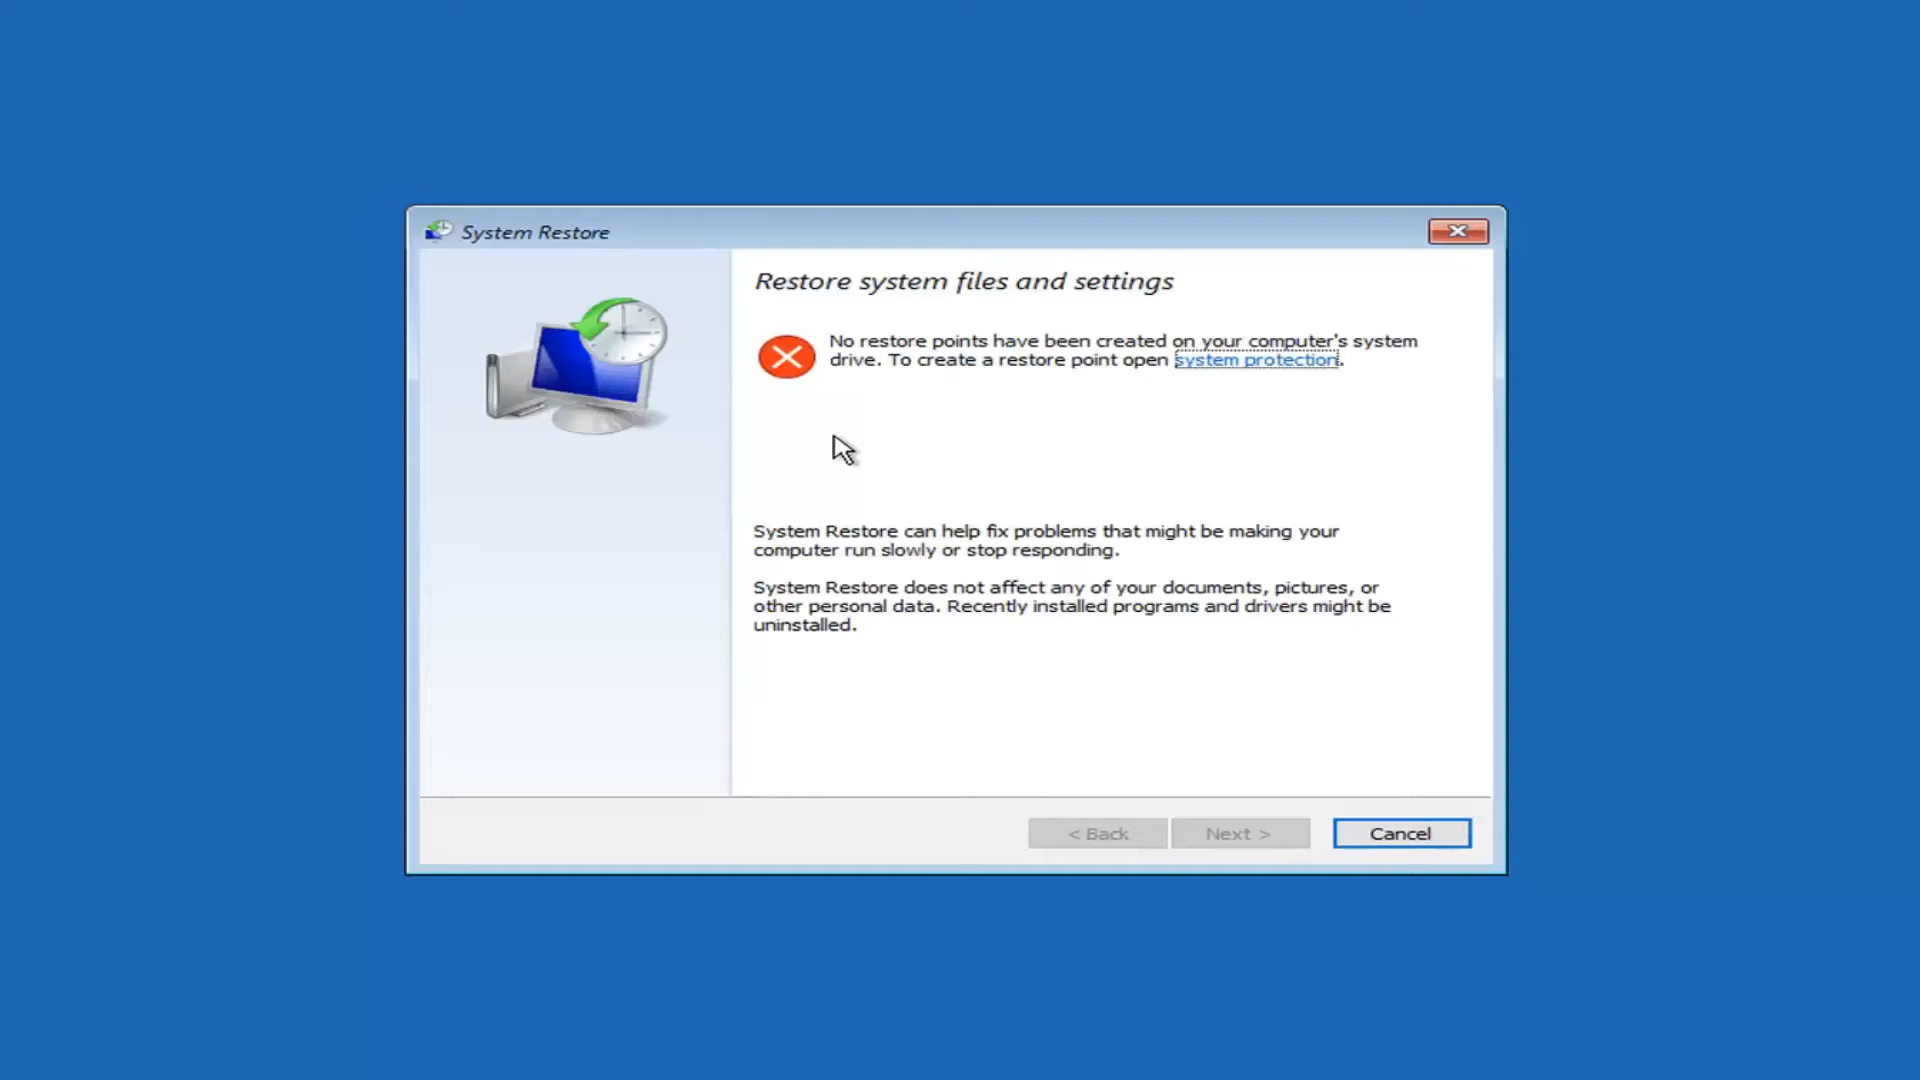 System Restore
Restore system files and settings
No restore points have been created on your computer's system
drive. To create a restore point open system protection.
System Restore can help fix problems that might be making your
computer run slowly or stop responding.
System Restore does not affect any of your documents, pictures, or
other personal data. Recently installed programs and drivers might be
uninstalled.
< Back Next > Cancel